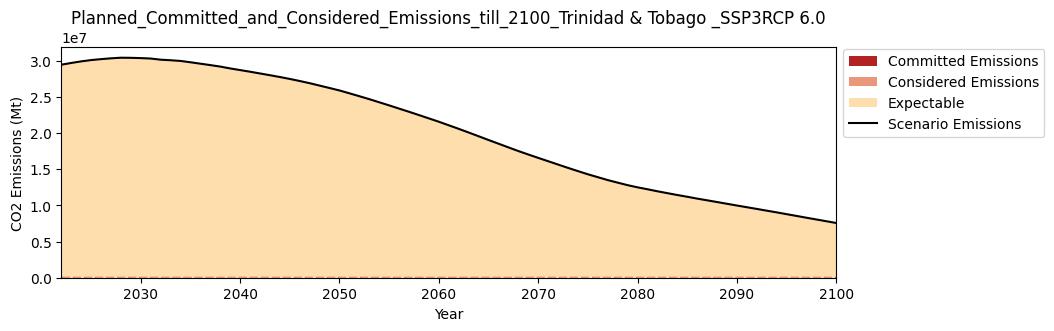 Planned_Committed_and_Considered_Emissions_till_2100_Trinidad & Tobago _SSP3RCP 6.0
1e7
3.0
2.5
2.0
1.5
1.0
0.5
0.0
CO2 Emissions (Mt)
2030 2040 2050 2060 2070 2080 2090 2100
Year
Committed Emissions
Considered Emissions
Expectable
Scenario Emissions